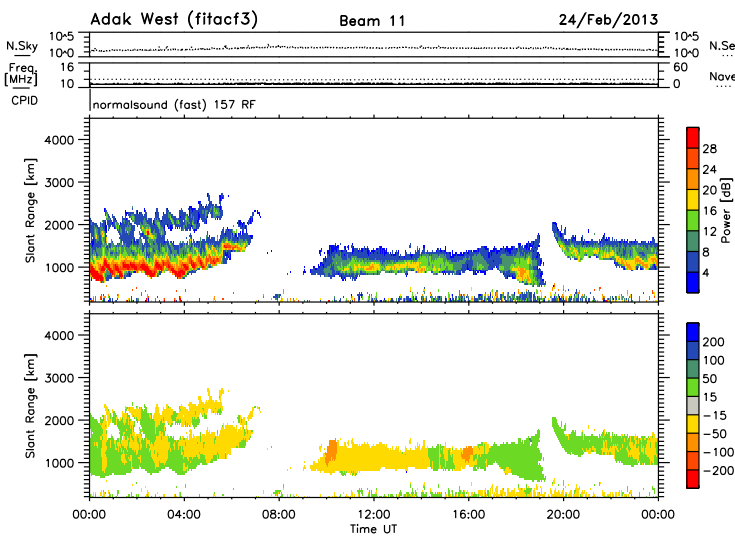 Adak West (fitacf3) Beam 11 24/Feb/2013
N.Sky 10^5 10^0 10^5 10^0 N.Se
Freq [MHz] 16 10 60 0 Nave
CPID normalsound (fast) 157 RF
Slant Range [km] 4000 3000 2000 1000
28 24 20 16 12 8 4 Power [dB]
Slant Range [km] 4000 3000 2000 1000
200 100 50 15 -15 -50 -100 -200
00:00 04:00 08:00 12:00 16:00 20:00 00:00
Time UT